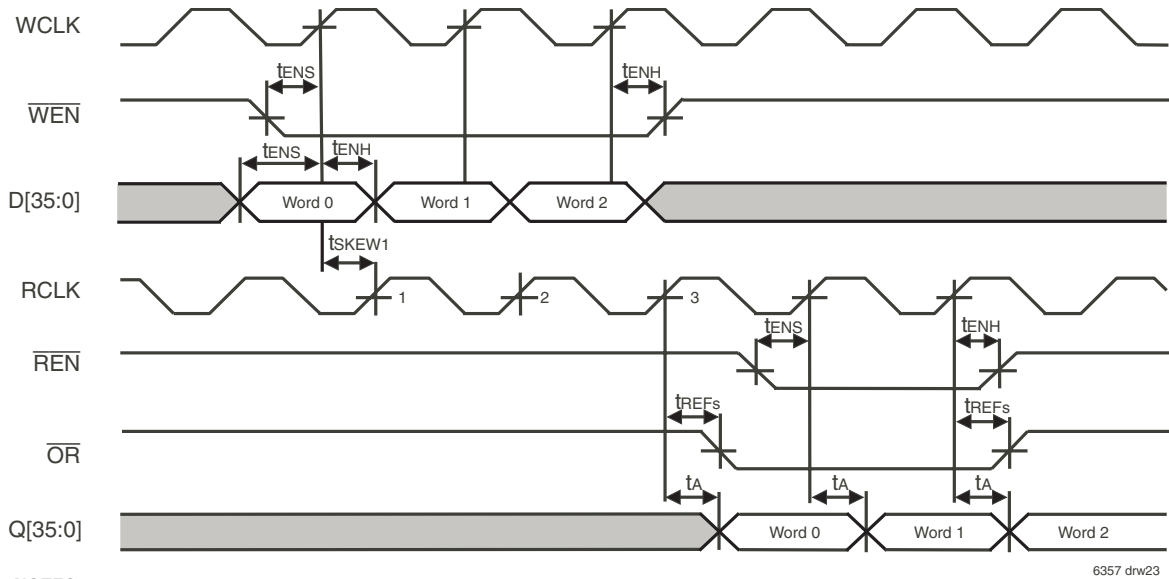 WCLK
tENS
tENH
WEN
tENS
tENH
D[35:0]
Word 0
Word 1
Word 2
tSKEW1
RCLK
1
2
3
tENS
tENH
REN
tREFs
tREFs
OR
tA
tA
tA
Q[35:0]
Word 0
Word 1
Word 2
6357 drw23